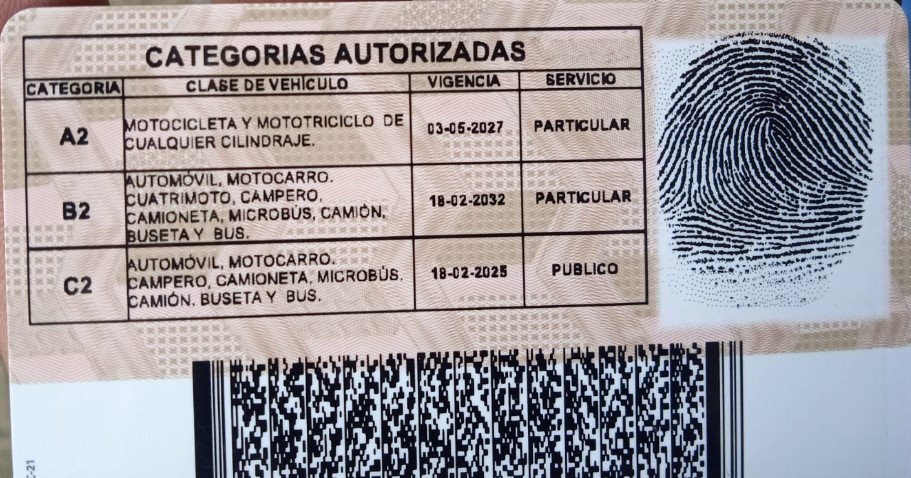 CATEGORIAS AUTORIZADAS
CATEGORIA CLASE DE VEHÍCULO VIGENCIA SERVICIO
A2 MOTOCICLETA Y MOTOTRICICLO DE CUALQUIER CILINDRAJE. 03-05-2027 PARTICULAR
B2 AUTOMÓVIL, MOTOCARRO. CUATRIMOTO, CAMPERO, CAMIONETA, MICROBÚS, CAMIÓN, BUSETA Y BUS. 18-02-2032 PARTICULAR
C2 AUTOMÓVIL, MOTOCARRO. CAMPERO, CAMIONETA, MICROBÚS. CAMIÓN. BUSETA Y BUS. 18-02-2025 PUBLICO